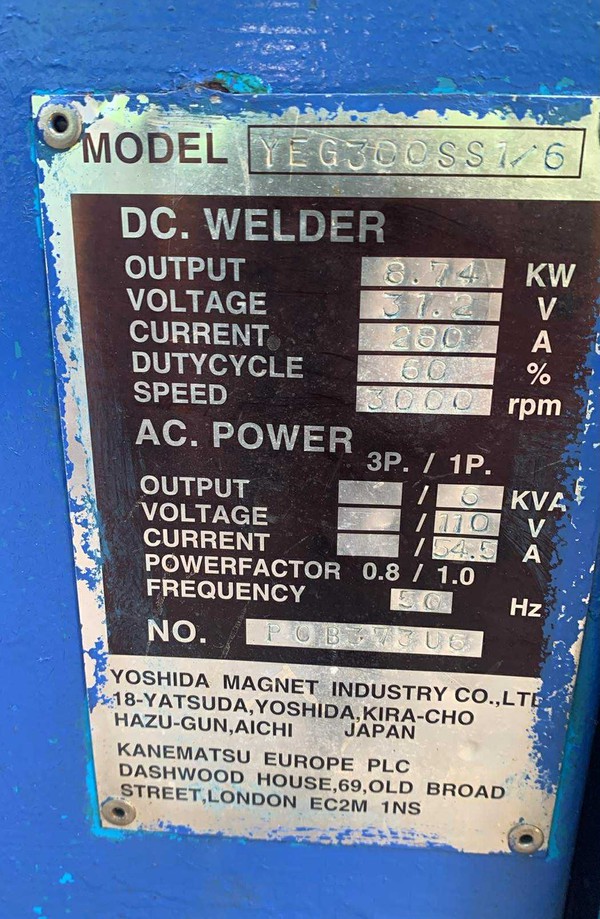 MODEL YEG300SS1/6
DC. WELDER
OUTPUT 8.74 KW
VOLTAGE 31.2 V
CURRENT 280 A
DUTYCYCLE 60 %
SPEED 3000 rpm
AC. POWER
3P. / 1P.
OUTPUT / 6 KVA
VOLTAGE / 110 V
CURRENT / 54.5 A
POWERFACTOR 0.8 / 1.0
FREQUENCY 50 Hz
NO.
YOSHIDA MAGNET INDUSTRY CO.,LTD
18-YATSUDA,YOSHIDA,KIRA-CHO
HAZU-GUN,AICHI JAPAN
KANEMATSU EUROPE PLC
DASHWOOD HOUSE,69,OLD BROAD
STREET,LONDON EC2M 1NS